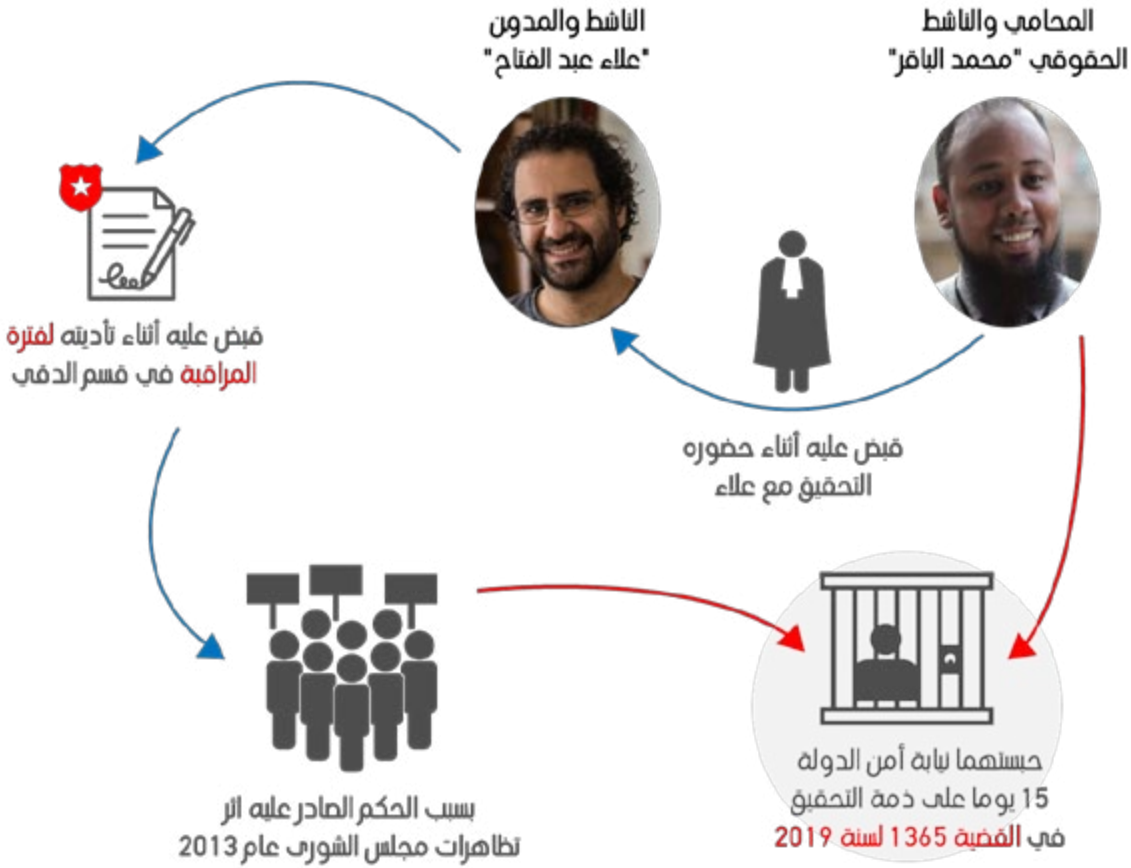 المحامي والناشط
الحقوقي "محمد الباقر"
الناشط والمدون
"علاء عبد الفتاح"
قبض عليه أثناء حضوره
التحقيق مع علاء
قبض عليه أثناء تأديته لفترة
المراقبة في قسم الدقي
بسبب الحكم الصادر عليه اثر
تظاهرات مجلس الشورى عام 2013
حبستهما نيابة أمن الدولة
15 يوما على ذمة التحقيق
في القضية 1365 لسنة 2019